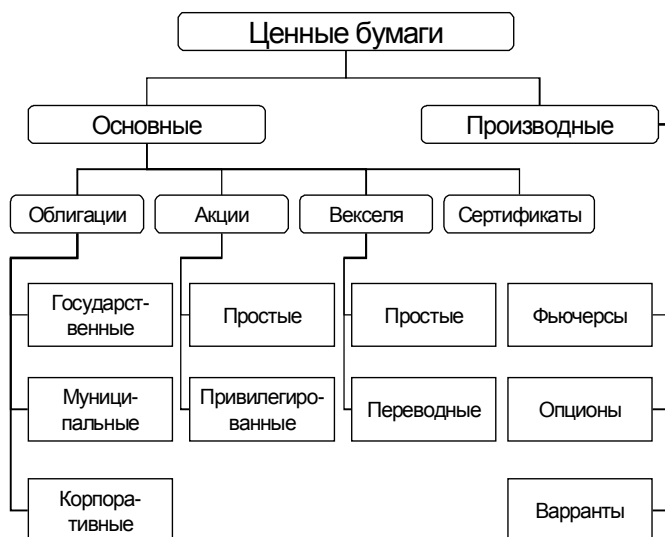 Ценные бумаги
Основные
Производные
Облигации
Акции
Векселя
Сертификаты
Государст-
венные
Простые
Простые
Фьючерсы
Муници-
пальные
Привилегиро-
ванные
Переводные
Опционы
Корпора-
тивные
Варранты